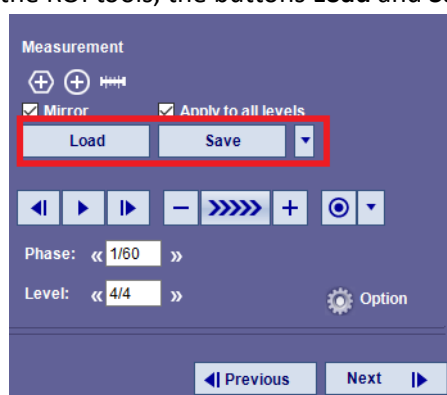 the ROI tools, the buttons Load and
Measurement
Mirror Apply to all levels
Load Save
Phase: « 1/60 »
Level: « 4/4 »
Option
Previous Next